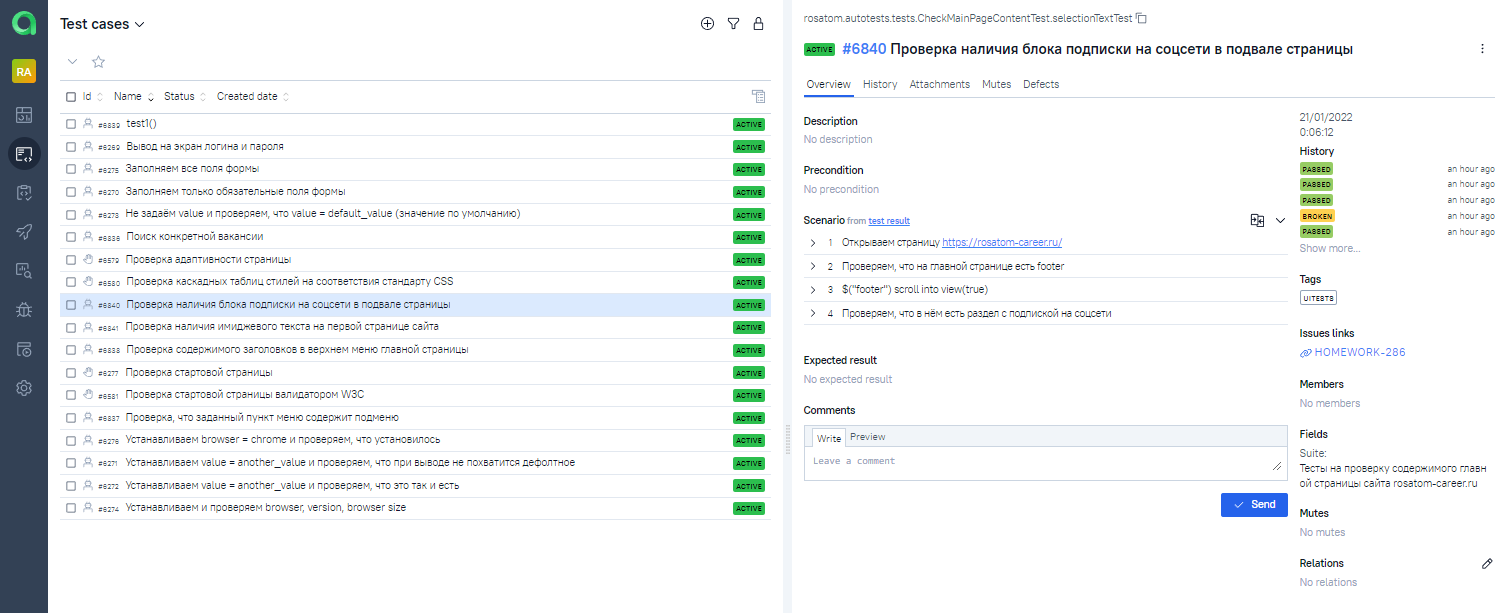 RA
Test cases
Id Name Status Created date
#6839 test1() ACTIVE
#6269 Вывод на экран логина и пароля ACTIVE
#6275 Заполняем все поля формы ACTIVE
#6270 Заполняем только обязательные поля формы ACTIVE
#6273 Не задаём value и проверяем, что value = default_value (значение по умолчанию) ACTIVE
#6836 Поиск конкретной вакансии ACTIVE
#6579 Проверка адаптивности страницы ACTIVE
#6580 Проверка каскадных таблиц стилей на соответствия стандарту CSS ACTIVE
#6840 Проверка наличия блока подписки на соцсети в подвале страницы ACTIVE
#6841 Проверка наличия имиджевого текста на первой странице сайта ACTIVE
#6838 Проверка содержимого заголовков в верхнем меню главной страницы ACTIVE
#6277 Проверка стартовой страницы ACTIVE
#6581 Проверка стартовой страницы валидатором W3C ACTIVE
#6837 Проверка, что заданный пункт меню содержит подменю ACTIVE
#6276 Устанавливаем browser = chrome и проверяем, что установилось ACTIVE
#6271 Устанавливаем value = another_value и проверяем, что при выводе не похватится дефолтное ACTIVE
#6272 Устанавливаем value = another_value и проверяем, что это так и есть ACTIVE
#6274 Устанавливаем и проверяем browser, version, browser size ACTIVE
rosatom.autotests.tests.CheckMainPageContentTest.selectionTextTest
ACTIVE #6840 Проверка наличия блока подписки на соцсети в подвале страницы
Overview History Attachments Mutes Defects
Description
No description
Precondition
No precondition
Scenario from test result
1 Открываем страницу https://rosatom-career.ru/
2 Проверяем, что на главной странице есть footer
3 $("footer") scroll into view(true)
4 Проверяем, что в нём есть раздел с подпиской на соцсети
Expected result
No expected result
Comments
Write Preview
Leave a comment
Send
21/01/2022
0:06:12
History
PASSED an hour ago
PASSED an hour ago
PASSED an hour ago
BROKEN an hour ago
PASSED an hour ago
Show more...
Tags
UITESTS
Issues links
HOMEWORK-286
Members
No members
Fields
Suite:
Тесты на проверку содержимого главн
ой страницы сайта rosatom-career.ru
Mutes
No mutes
Relations
No relations